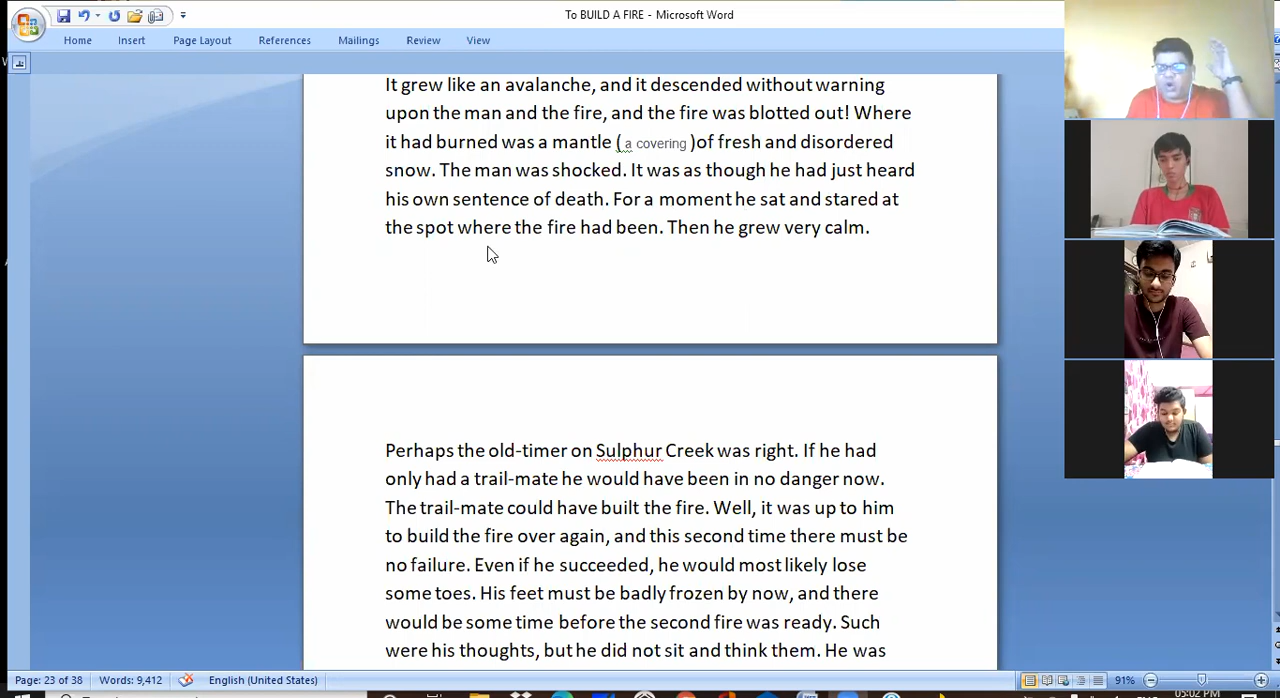 To BUILD A FIRE - Microsoft Word
Home Insert Page Layout References Mailings Review View
It grew like an avalanche, and it descended without warning
upon the man and the fire, and the fire was blotted out! Where
it had burned was a mantle ( a covering )of fresh and disordered
snow. The man was shocked. It was as though he had just heard
his own sentence of death. For a moment he sat and stared at
the spot where the fire had been. Then he grew very calm.
Perhaps the old-timer on Sulphur Creek was right. If he had
only had a trail-mate he would have been in no danger now.
The trail-mate could have built the fire. Well, it was up to him
to build the fire over again, and this second time there must be
no failure. Even if he succeeded, he would most likely lose
some toes. His feet must be badly frozen by now, and there
would be some time before the second fire was ready. Such
were his thoughts, but he did not sit and think them. He was
Page: 23 of 38 Words: 9,412 English (United States) 91%
05:02 PM